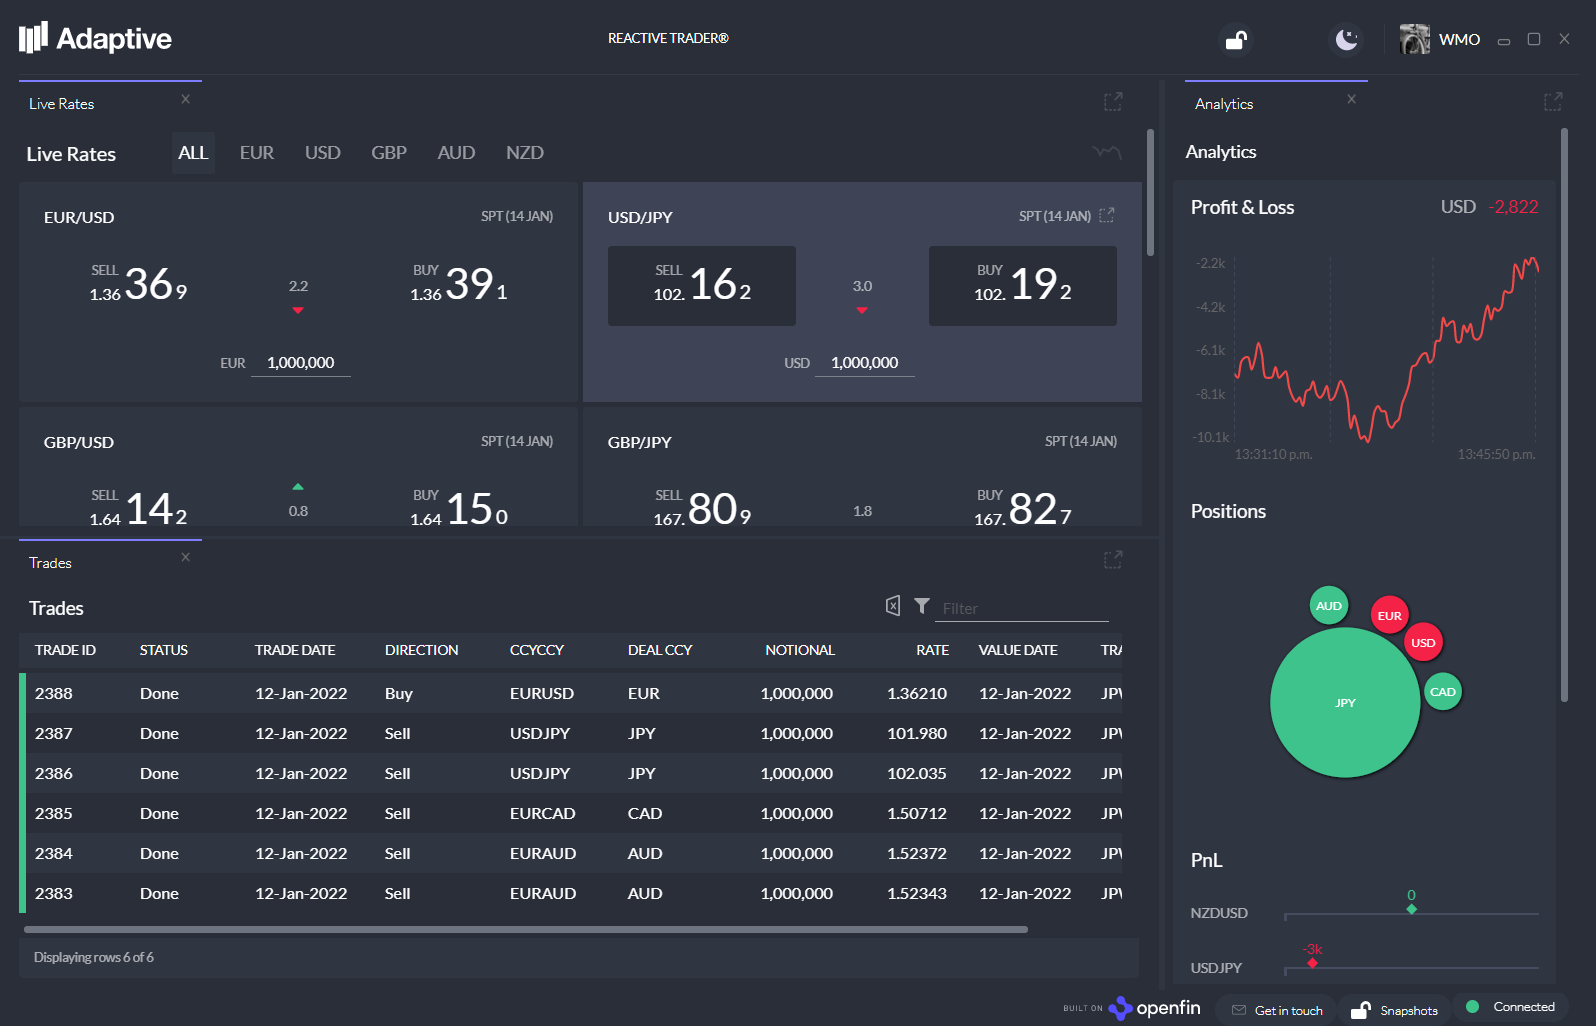 Adaptive
REACTIVE TRADER®
WMO
Live Rates
Live Rates
ALL EUR USD GBP AUD NZD
EUR/USD SPT (14 JAN)
SELL 1.36 36 9
2.2
BUY 1.36 39 1
EUR 1,000,000
USD/JPY SPT (14 JAN)
SELL 102. 16 2
3.0
BUY 102. 19 2
USD 1,000,000
GBP/USD SPT (14 JAN)
SELL 1.64 14 2
0.8
BUY 1.64 15 0
GBP/JPY SPT (14 JAN)
SELL 167. 80 9
1.8
BUY 167. 82 7
Trades
Trades
Filter
TRADE ID STATUS TRADE DATE DIRECTION CCYCCY DEAL CCY NOTIONAL RATE VALUE DATE TRA
2388 Done 12-Jan-2022 Buy EURUSD EUR 1,000,000 1.36210 12-Jan-2022 JPW
2387 Done 12-Jan-2022 Sell USDJPY JPY 1,000,000 101.980 12-Jan-2022 JPW
2386 Done 12-Jan-2022 Sell USDJPY JPY 1,000,000 102.035 12-Jan-2022 JPW
2385 Done 12-Jan-2022 Sell EURCAD CAD 1,000,000 1.50712 12-Jan-2022 JPW
2384 Done 12-Jan-2022 Sell EURAUD AUD 1,000,000 1.52372 12-Jan-2022 JPW
2383 Done 12-Jan-2022 Sell EURAUD AUD 1,000,000 1.52343 12-Jan-2022 JPW
Displaying rows 6 of 6
Analytics
Analytics
Profit & Loss USD -2,822
-2.2k
-4.2k
-6.1k
-8.1k
-10.1k
13:31:10 p.m. 13:45:50 p.m.
Positions
AUD
EUR
USD
CAD
JPY
PnL
0
NZDUSD
-3k
USDJPY
BUILT ON openfin
Get in touch
Snapshots
Connected